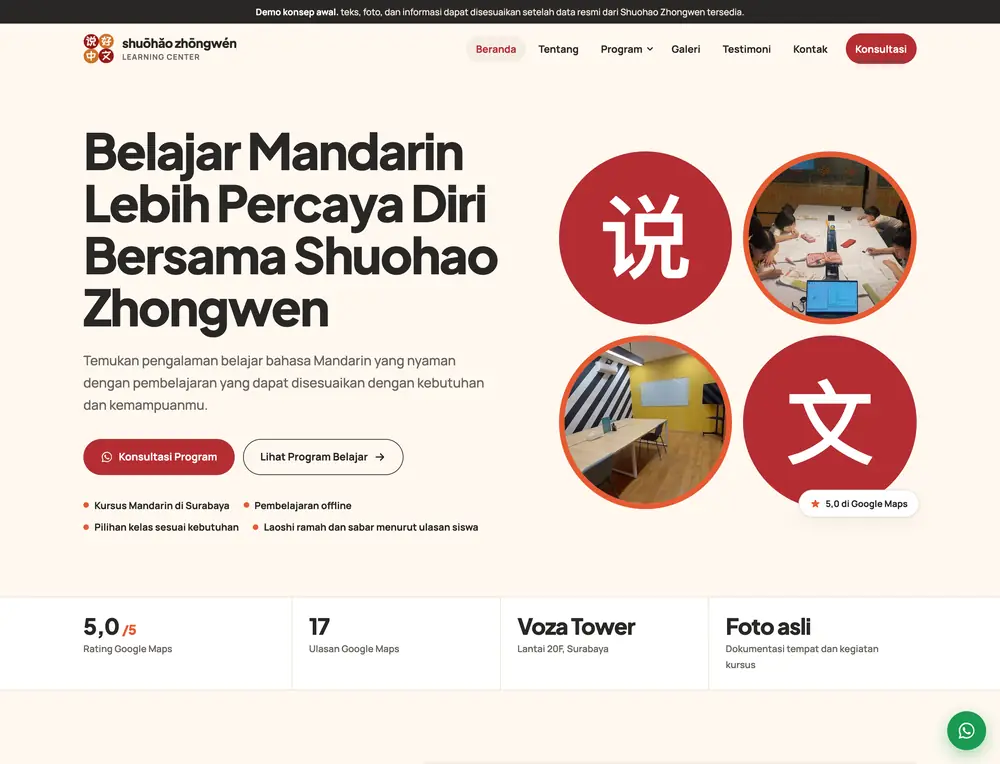 Demo konsep awal. teks, foto, dan informasi dapat disesuaikan setelah data resmi dari Shuohao Zhongwen tersedia.
说 好
中 文
shuōhǎo zhōngwén
LEARNING CENTER
Beranda
Tentang
Program
Galeri
Testimoni
Kontak
Konsultasi
Belajar Mandarin
Lebih Percaya Diri
Bersama Shuohao
Zhongwen
Temukan pengalaman belajar bahasa Mandarin yang nyaman
dengan pembelajaran yang dapat disesuaikan dengan kebutuhan
dan kemampuanmu.
Konsultasi Program
Lihat Program Belajar →
Kursus Mandarin di Surabaya
Pembelajaran offline
Pilihan kelas sesuai kebutuhan
Laoshi ramah dan sabar menurut ulasan siswa
说
文
★ 5,0 di Google Maps
5,0 /5
Rating Google Maps
17
Ulasan Google Maps
Voza Tower
Lantai 20F, Surabaya
Foto asli
Dokumentasi tempat dan kegiatan
kursus